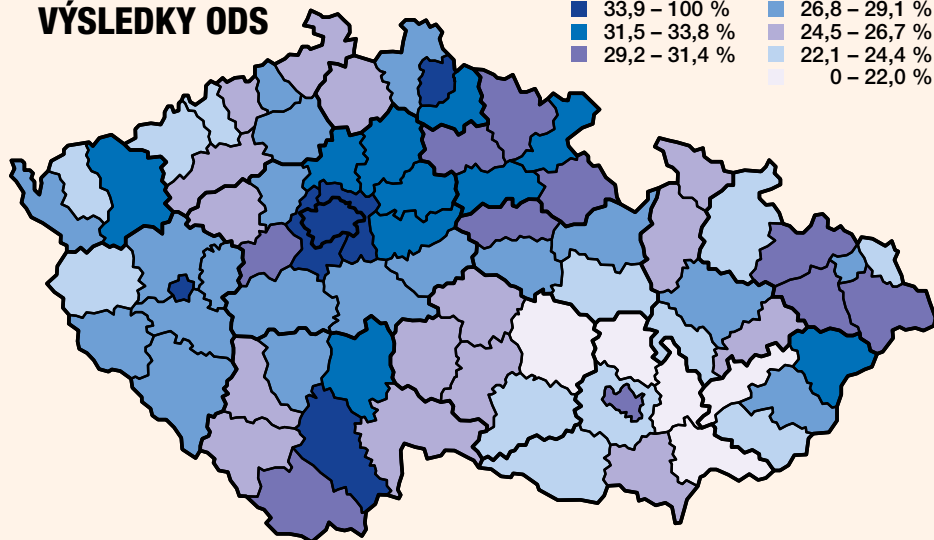 VÝSLEDKY ODS
33,9 – 100 %
31,5 – 33,8 %
29,2 – 31,4 %
26,8 – 29,1 %
24,5 – 26,7 %
22,1 – 24,4 %
0 – 22,0 %